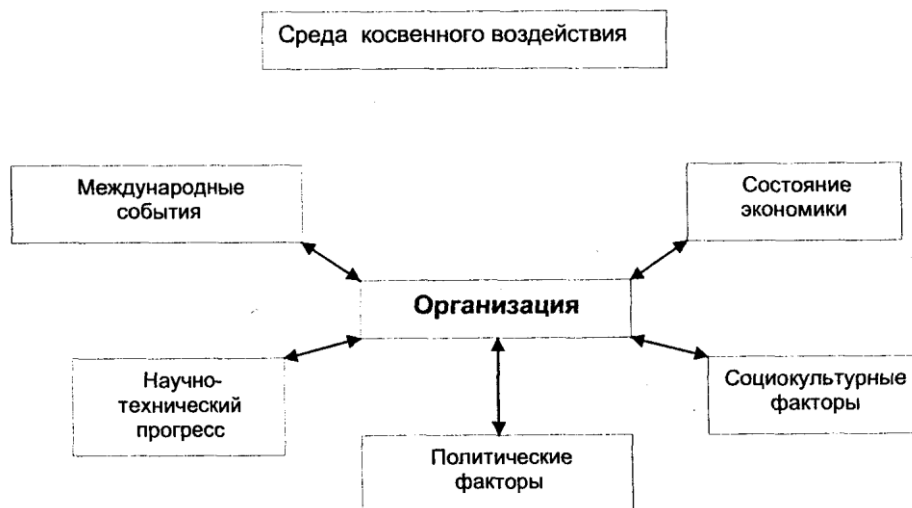 Среда косвенного воздействия
Международные
события
Состояние
экономики
Организация
Научно-
технический
прогресс
Социокультурные
факторы
Политические
факторы